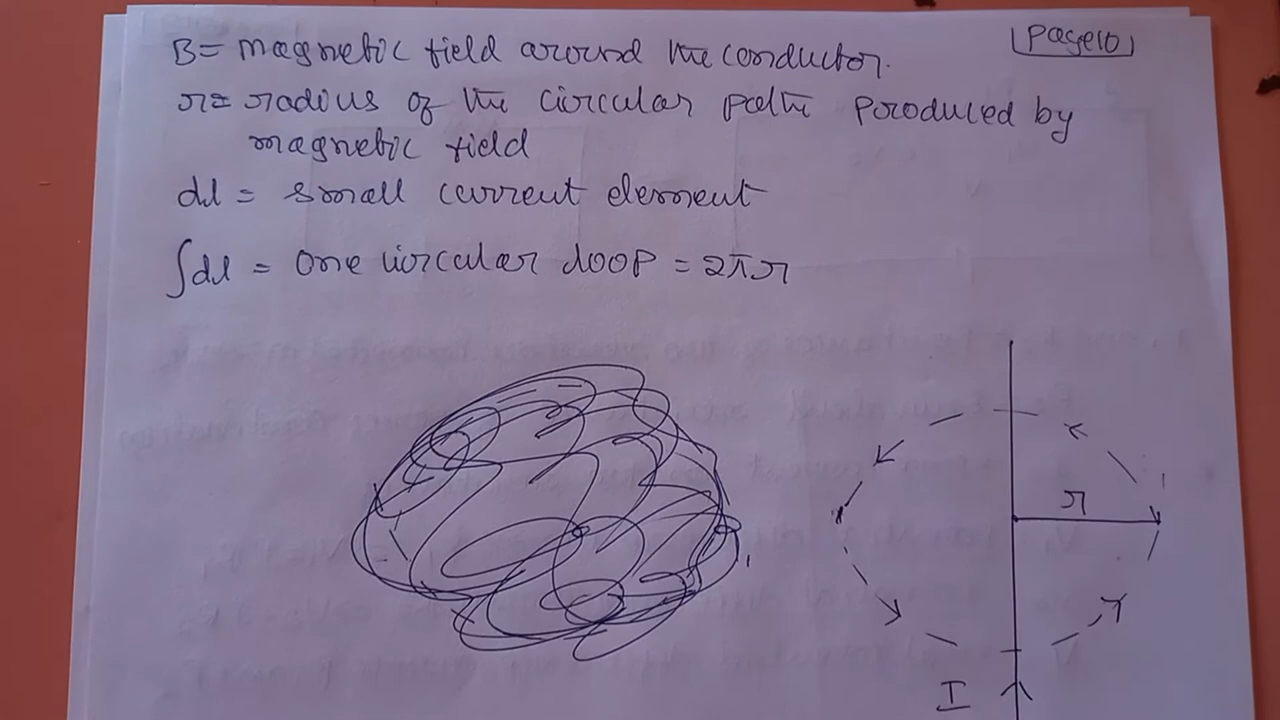 Page10
B= magnetic field around the conductor.
r= radius of the circular path produced by
magnetic field
dl = small current element
∫dl = one circular loop = 2πr
r
I